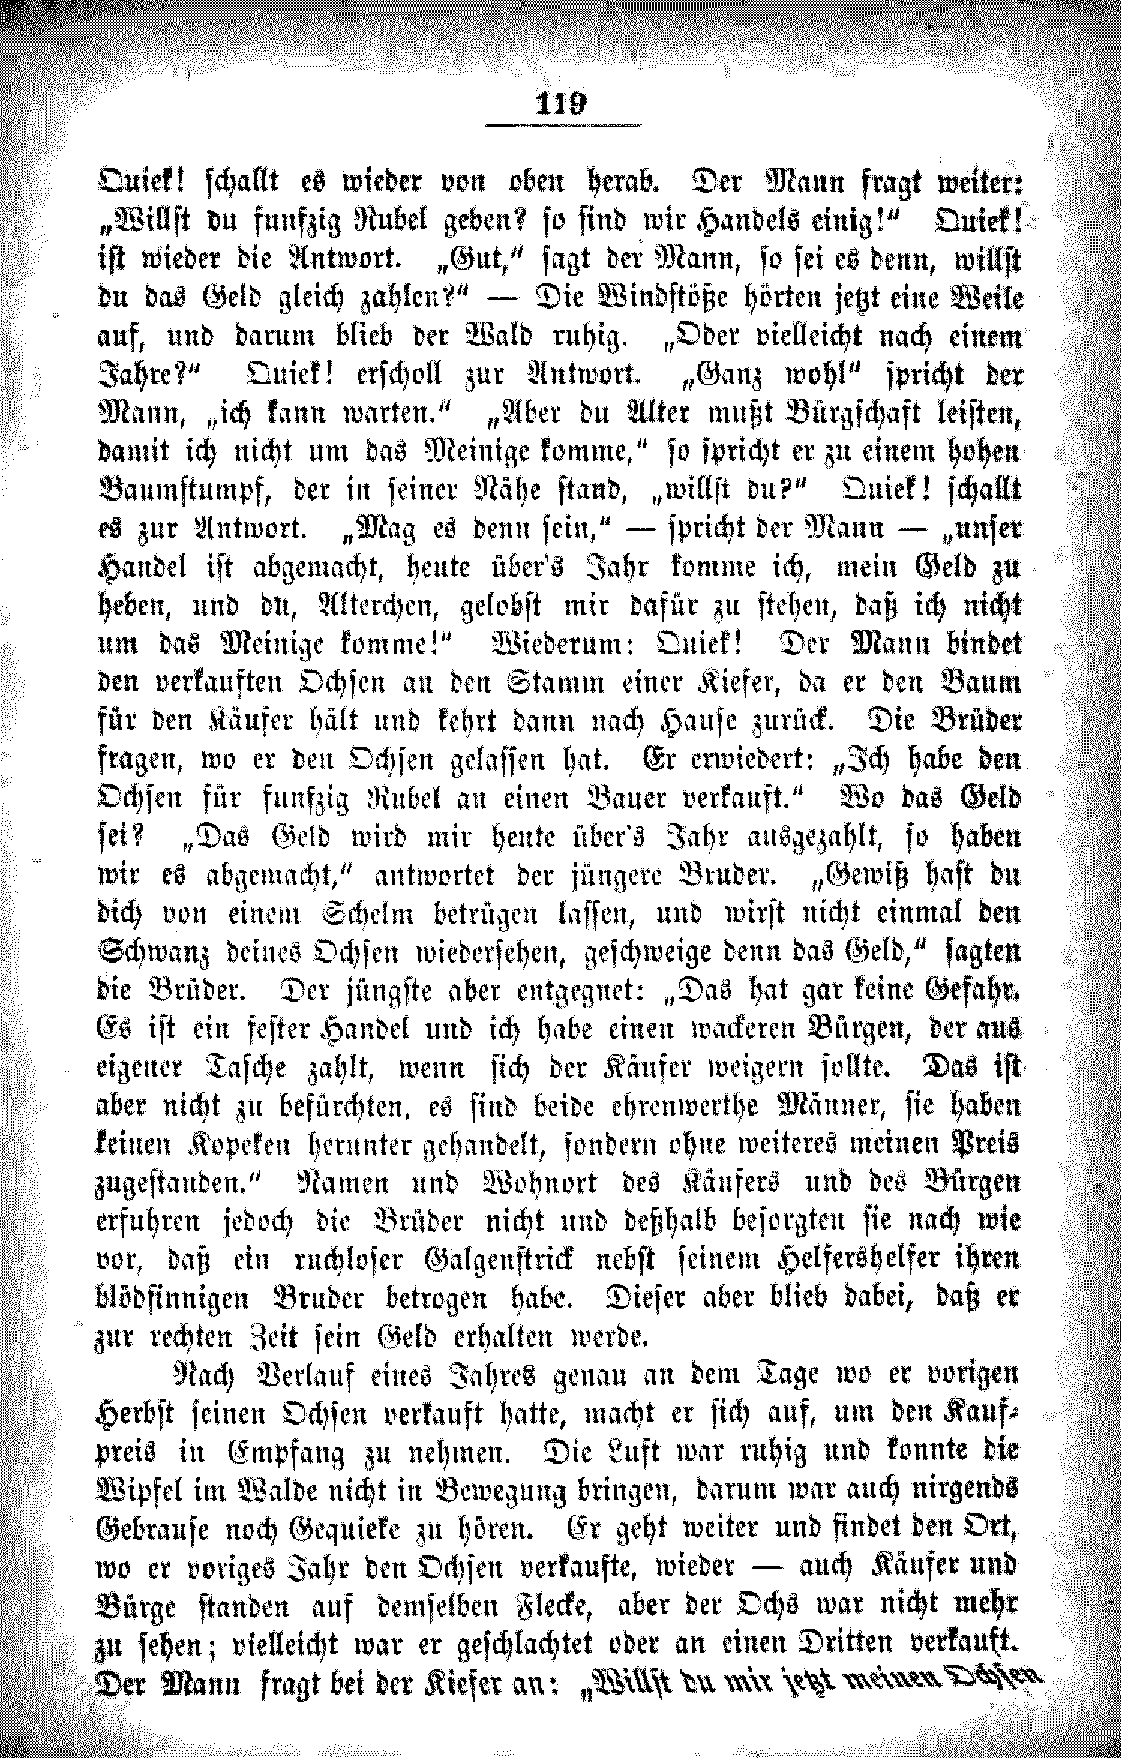 119
Quiek! schallt es wieder von oben herab. Der Mann fragt weiter:
„Willst du funfzig Rubel geben? so sind wir Handels einig!“ Quiek!
ist wieder die Antwort. „Gut,“ sagt der Mann, so sei es denn, willst
du das Geld gleich zahlen?“ — Die Windstöße hörten jetzt eine Weile
auf, und darum blieb der Wald ruhig. „Oder vielleicht nach einem
Jahre?“ Quiek! erscholl zur Antwort. „Ganz wohl“ spricht der
Mann, „ich kann warten.“ „Aber du Alter mußt Bürgschaft leisten,
damit ich nicht um das Meinige komme,“ so spricht er zu einem hohen
Baumstumpf, der in seiner Nähe stand, „willst du?“ Quiek! schallt
es zur Antwort. „Mag es denn sein,“ — spricht der Mann — „unser
Handel ist abgemacht, heute über's Jahr komme ich, mein Geld zu
heben, und du, Alterchen, gelobst mir dafür zu stehen, daß ich nicht
um das Meinige komme!“ Wiederum: Quiek! Der Mann bindet
den verkauften Ochsen an den Stamm einer Kiefer, da er den Baum
für den Käufer hält und kehrt dann nach Hause zurück. Die Brüder
fragen, wo er den Ochsen gelassen hat. Er erwiedert: „Ich habe den
Ochsen für funfzig Rubel an einen Bauer verkauft.“ Wo das Geld
sei? „Das Geld wird mir heute über's Jahr ausgezahlt, so haben
wir es abgemacht,“ antwortet der jüngere Bruder. „Gewiß hast du
dich von einem Schelm betrügen lassen, und wirst nicht einmal den
Schwanz deines Ochsen wiedersehen, geschweige denn das Geld,“ sagten
die Brüder. Der jüngste aber entgegnet: „Das hat gar keine Gefahr.
Es ist ein fester Handel und ich habe einen wackeren Bürgen, der aus
eigener Tasche zahlt, wenn sich der Käufer weigern sollte. Das ist
aber nicht zu befürchten, es sind beide ehrenwerthe Männer, sie haben
keinen Kopeken herunter gehandelt, sondern ohne weiteres meinen Preis
zugestanden.“ Namen und Wohnort des Käufers und des Bürgen
erfuhren jedoch die Brüder nicht und deßhalb besorgten sie nach wie
vor, daß ein ruchloser Galgenstrick nebst seinem Helfershelfer ihren
blödsinnigen Bruder betrogen habe. Dieser aber blieb dabei, daß er
zur rechten Zeit sein Geld erhalten werde.
Nach Verlauf eines Jahres genau an dem Tage wo er vorigen
Herbst seinen Ochsen verkauft hatte, macht er sich auf, um den Kauf-
preis in Empfang zu nehmen. Die Luft war ruhig und konnte die
Wipfel im Walde nicht in Bewegung bringen, darum war auch nirgends
Gebrause noch Gequieke zu hören. Er geht weiter und findet den Ort,
wo er voriges Jahr den Ochsen verkaufte, wieder — auch Käufer und
Bürge standen auf demselben Flecke, aber der Ochs war nicht mehr
zu sehen; vielleicht war er geschlachtet oder an einen Dritten verkauft.
Der Mann fragt bei der Kiefer an: „Willst du mir jetzt meinen Ochsen